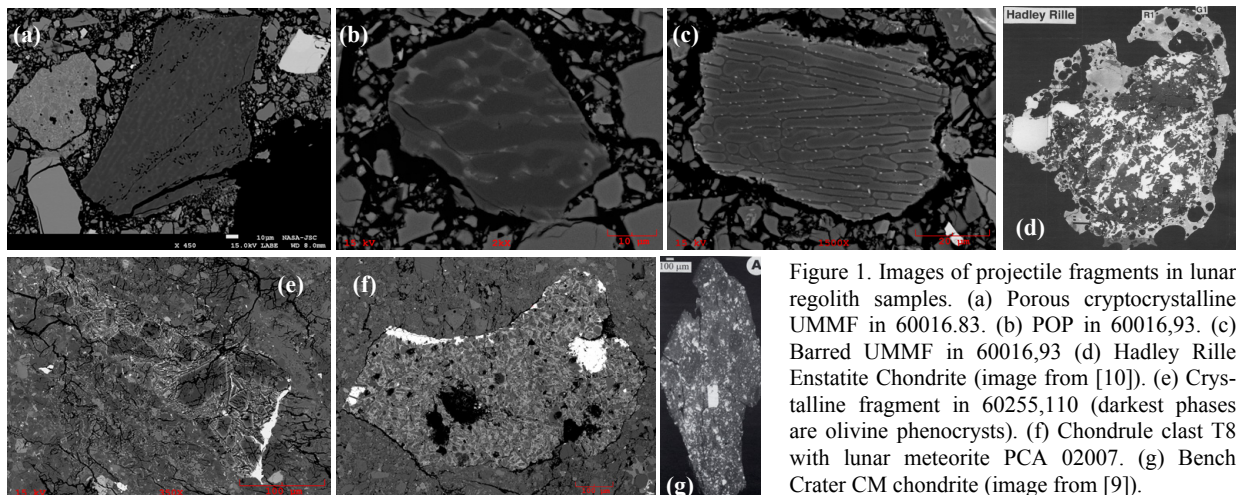 (a)
10μm NASA-JSC
X 450 15.0kV LABE WD 8.0mm
(b)
(c)
Hadley Rille
R1
G1
(d)
(e)
(f)
(g)
100 μm
A
Figure 1. Images of projectile fragments in lunar
regolith samples. (a) Porous cryptocrystalline
UMMF in 60016.83. (b) POP in 60016,93. (c)
Barred UMMF in 60016,93 (d) Hadley Rille
Enstatite Chondrite (image from [10]). (e) Crys-
talline fragment in 60255,110 (darkest phases
are olivine phenocrysts). (f) Chondrule clast T8
with lunar meteorite PCA 02007. (g) Bench
Crater CM chondrite (image from [9]).